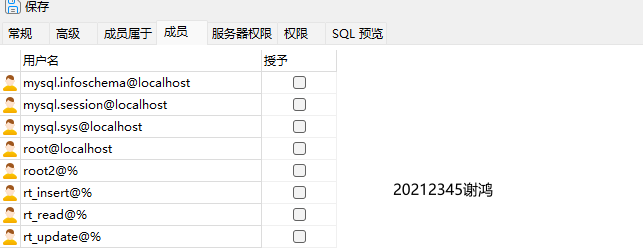 保存
常规 高级 成员属于 成员 服务器权限 权限 SQL 预览
用户名 授予
mysql.infoschema@localhost
mysql.session@localhost
mysql.sys@localhost
root@localhost
root2@%
rt_insert@%
20212345谢鸿
rt_read@%
rt_update@%